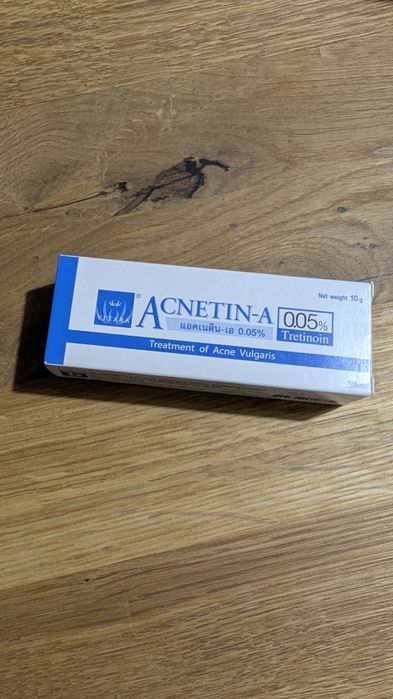 Net weight 10 g
VITARA
®
ACNETIN-A
แอคเนติน-เอ 0.05%
0.05%
Tretinoin
Treatment of Acne Vulgaris